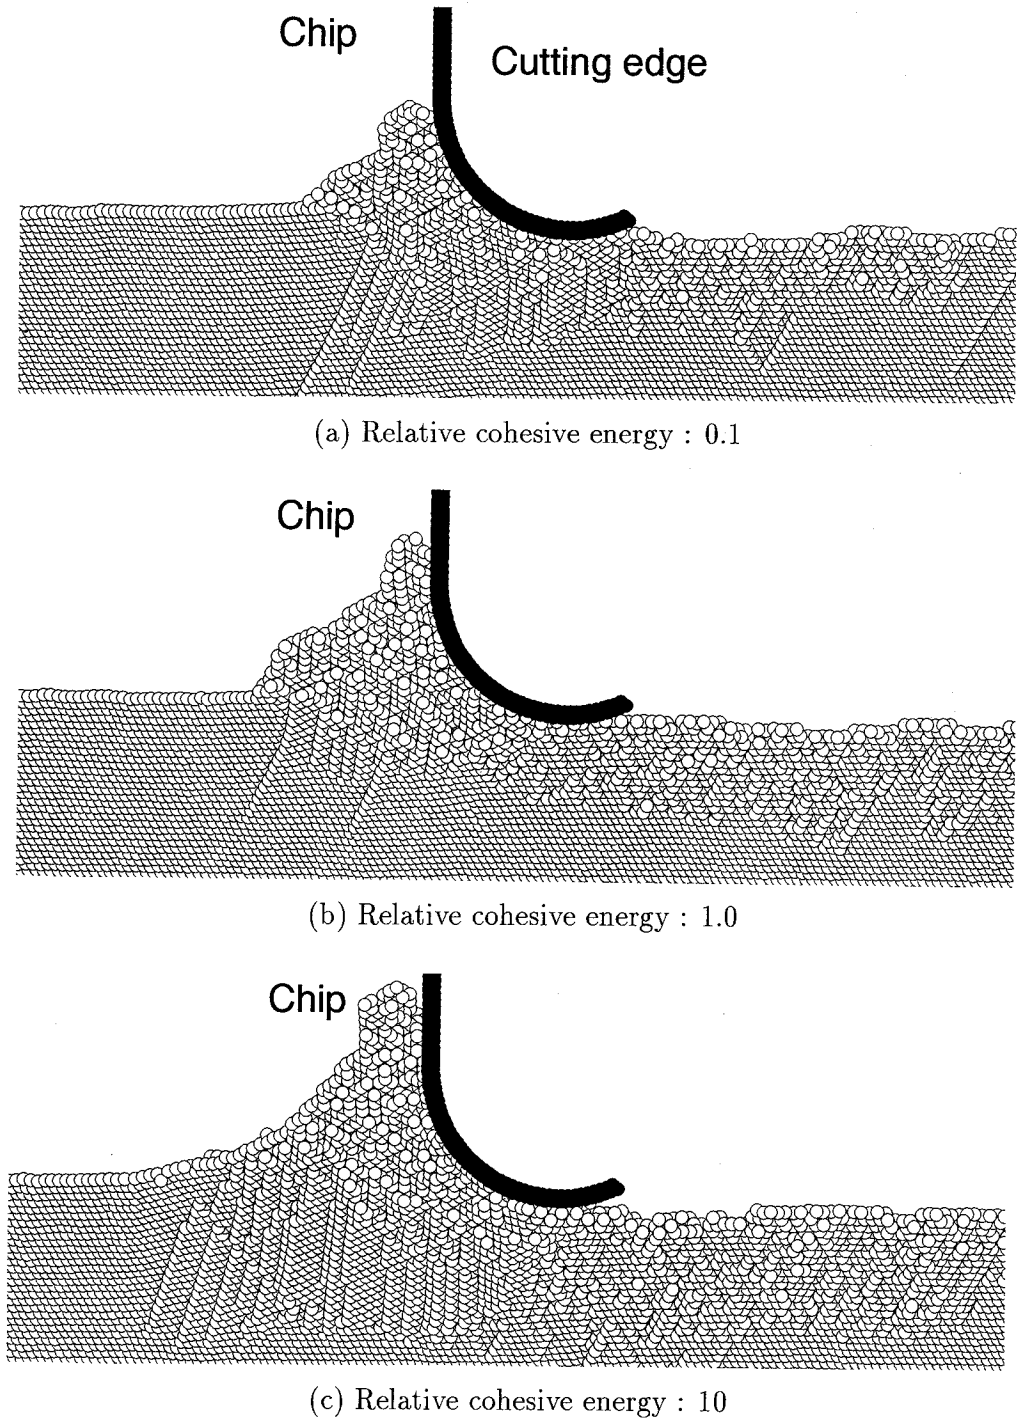 Chip
Cutting edge
(a) Relative cohesive energy : 0.1
Chip
(b) Relative cohesive energy : 1.0
Chip
(c) Relative cohesive energy : 10